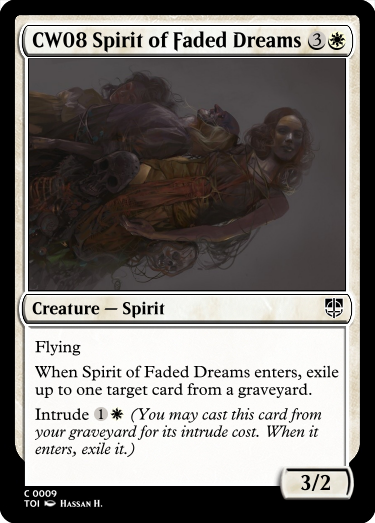 CW08 Spirit of Faded Dreams 3
Creature — Spirit
Flying
When Spirit of Faded Dreams enters, exile
up to one target card from a graveyard.
Intrude 1 (You may cast this card from
your graveyard for its intrude cost. When it
enters, exile it.)
3/2
C 0009
TOI HASSAN H.